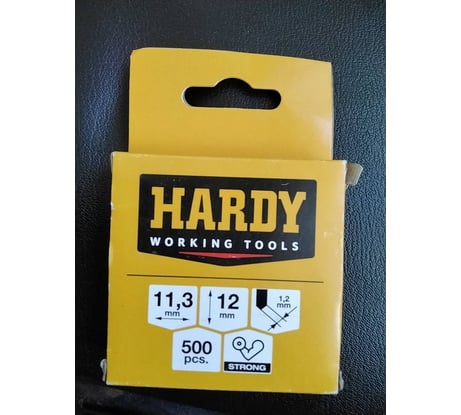 HARDY
WORKING TOOLS
11,3
mm
12
mm
1,2
mm
500
pcs.
STRONG